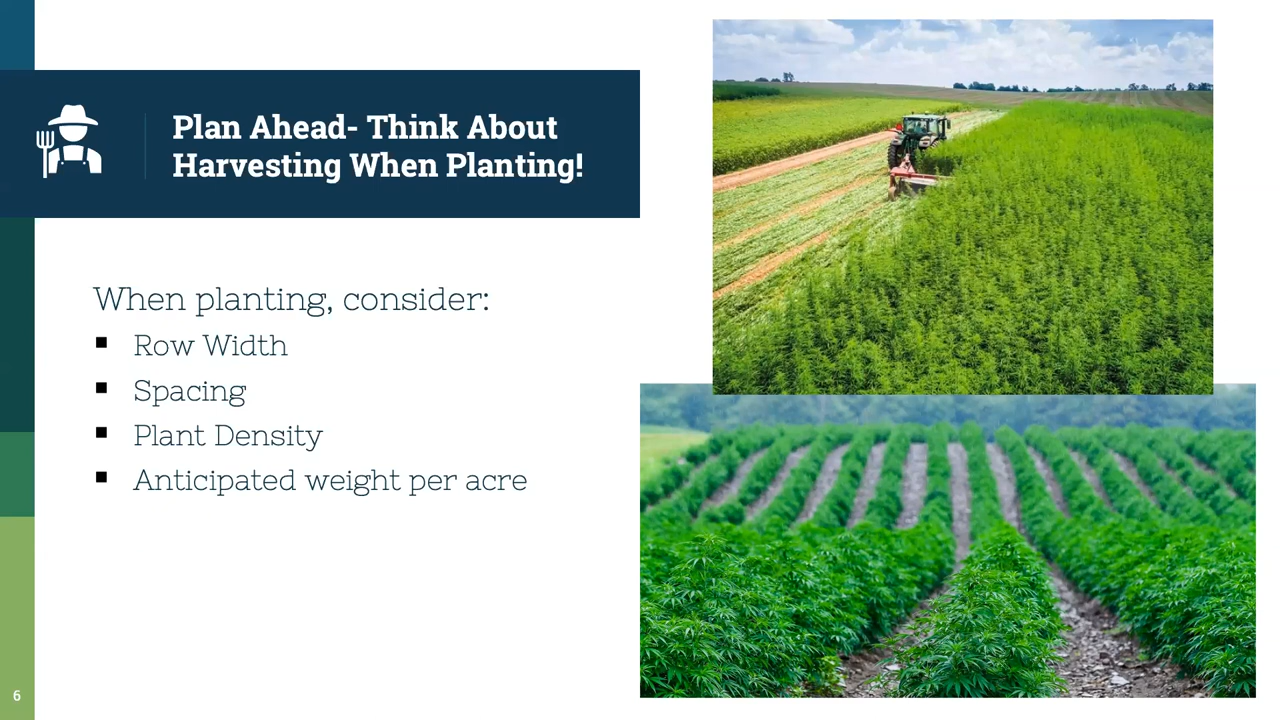 Plan Ahead- Think About
Harvesting When Planting!
When planting, consider:
Row Width
Spacing
Plant Density
Anticipated weight per acre
6